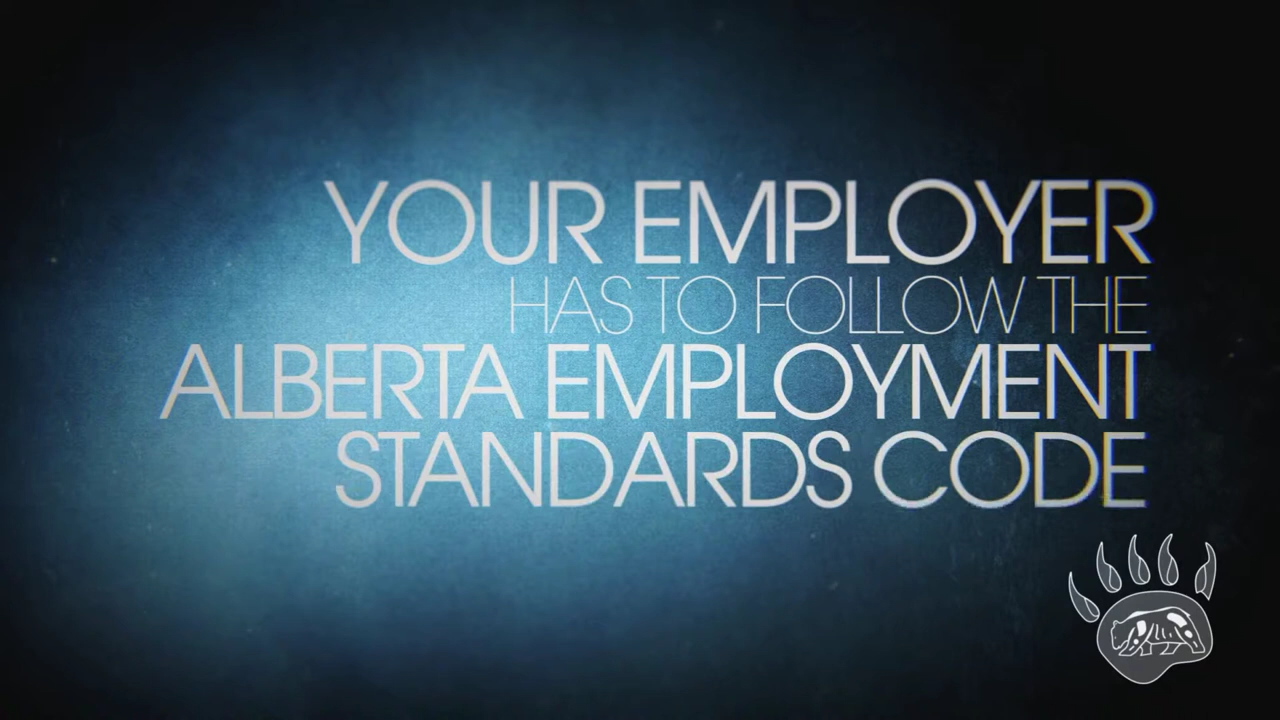 YOUR EMPLOYER
HAS TO FOLLOW THE
ALBERTA EMPLOYMENT
STANDARDS CODE